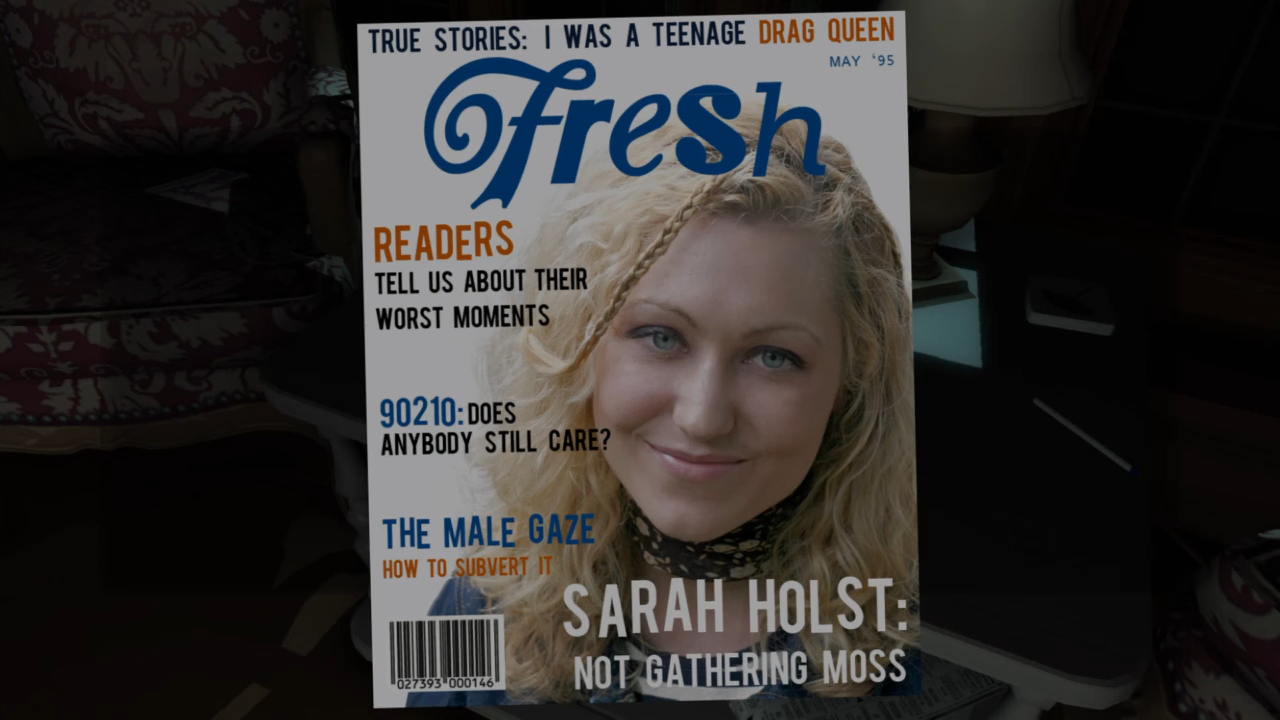 TRUE STORIES: I WAS A TEENAGE DRAG QUEEN
MAY '95
Fresh
READERS
TELL US ABOUT THEIR
WORST MOMENTS
90210: DOES
ANYBODY STILL CARE?
THE MALE GAZE
HOW TO SUBVERT IT
SARAH HOLST:
NOT GATHERING MOSS
027393 000146